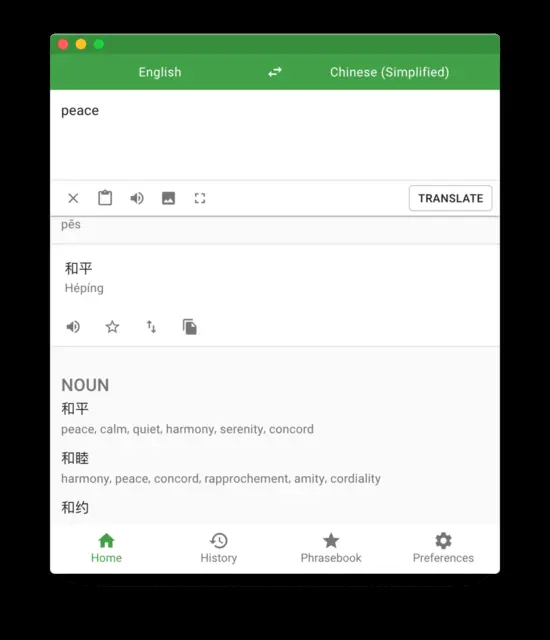 English Chinese (Simplified)
peace
TRANSLATE
pēs
和平
Hépíng
NOUN
和平
peace, calm, quiet, harmony, serenity, concord
和睦
harmony, peace, concord, rapprochement, amity, cordiality
和约
Home History Phrasebook Preferences